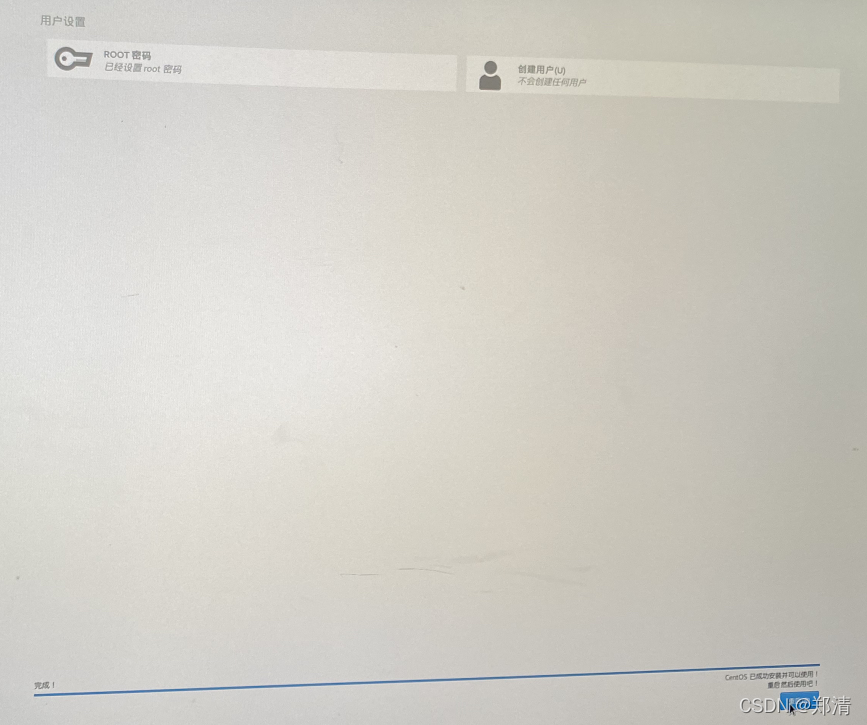 用户设置
ROOT 密码
已经设置 root 密码
创建用户(U)
不会创建任何用户
完成！
CentOS 已成功安装并可以使用！
重启然后使用吧！
CSDN @郑清